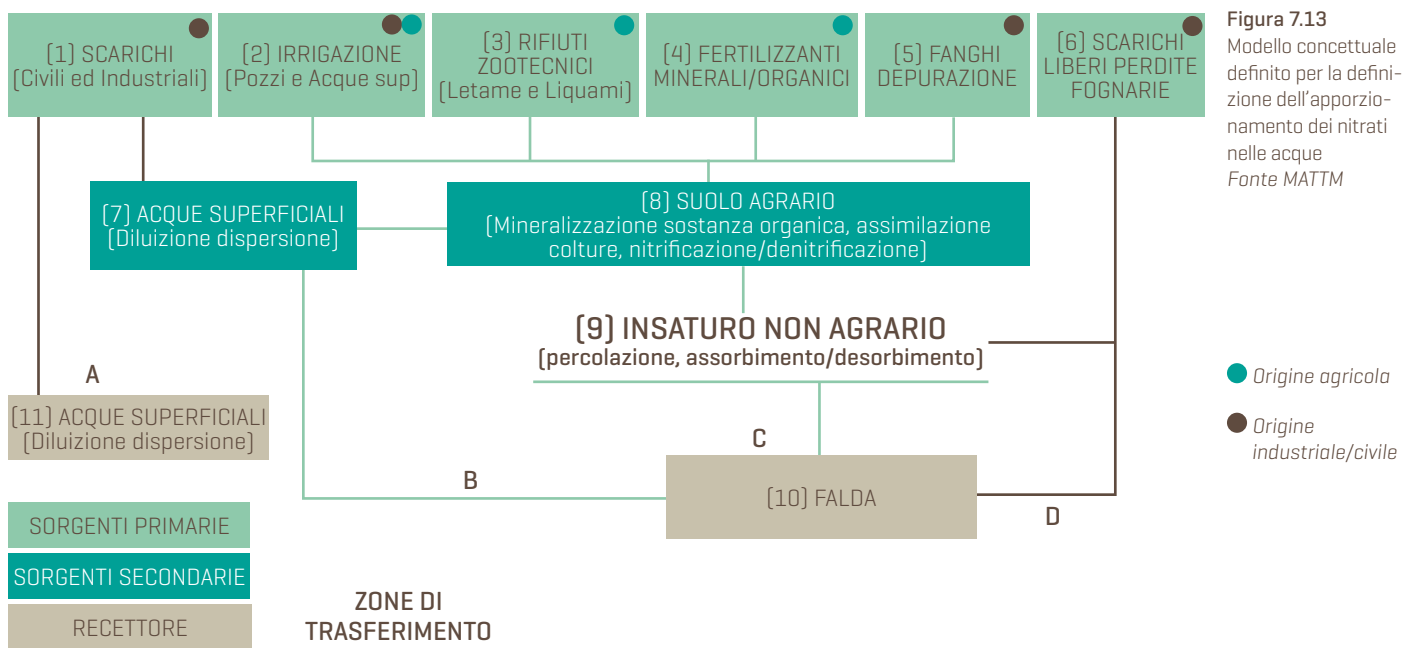 (1) SCARICHI
(Civili ed Industriali)
(2) IRRIGAZIONE
(Pozzi e Acque sup)
(3) RIFIUTI
ZOOTECNICI
(Letame e Liquami)
(4) FERTILIZZANTI
MINERALI/ORGANICI
(5) FANGHI
DEPURAZIONE
(6) SCARICHI
LIBERI PERDITE
FOGNARIE
Figura 7.13
Modello concettuale
definito per la defini-
zione dell'apporzio-
namento dei nitrati
nelle acque
Fonte MATTM
(7) ACQUE SUPERFICIALI
(Diluizione dispersione)
(8) SUOLO AGRARIO
(Mineralizzazione sostanza organica, assimilazione
colture, nitrificazione/denitrificazione)
(9) INSATURO NON AGRARIO
(percolazione, assorbimento/desorbimento)
A
(11) ACQUE SUPERFICIALI
(Diluizione dispersione)
B
C
(10) FALDA
D
Origine agricola
Origine
industriale/civile
SORGENTI PRIMARIE
SORGENTI SECONDARIE
RECETTORE
ZONE DI
TRASFERIMENTO